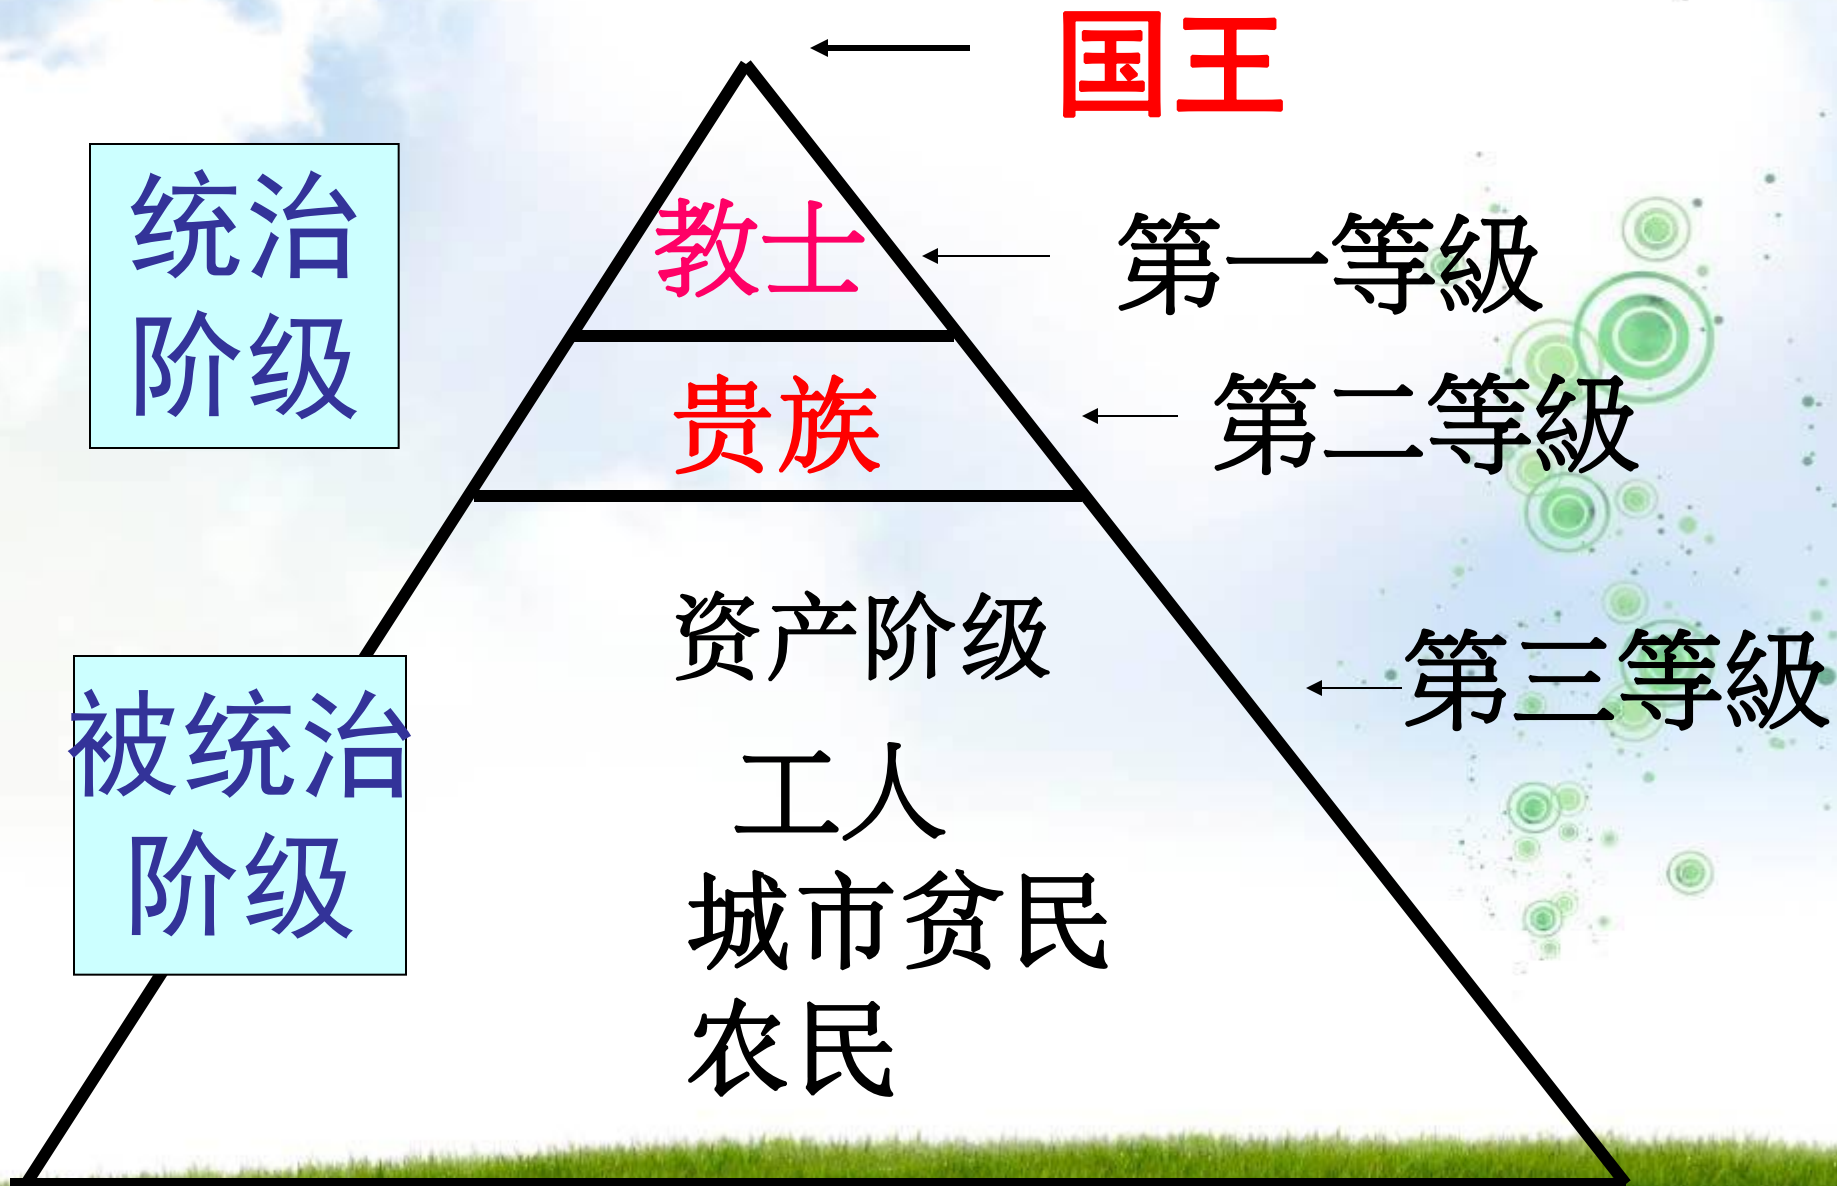 国王
统治
阶级
教士
第一等級
贵族
第二等級
资产阶级
第三等級
被统治
阶级
工人
城市贫民
农民